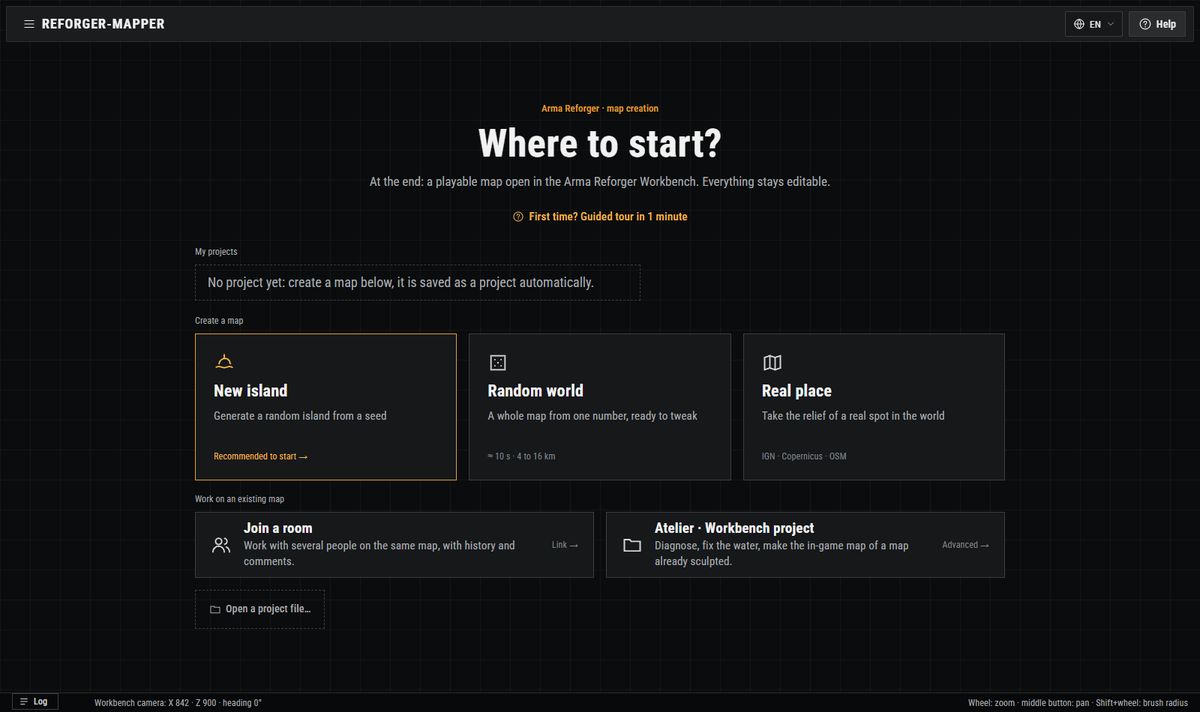 REFORGER-MAPPER
EN
Help
Arma Reforger · map creation
Where to start?
At the end: a playable map open in the Arma Reforger Workbench. Everything stays editable.
First time? Guided tour in 1 minute
My projects
No project yet: create a map below, it is saved as a project automatically.
Create a map
New island
Generate a random island from a seed
Recommended to start →
Random world
A whole map from one number, ready to tweak
≈ 10 s · 4 to 16 km
Real place
Take the relief of a real spot in the world
IGN · Copernicus · OSM
Work on an existing map
Join a room
Work with several people on the same map, with history and
comments.
Link →
Atelier · Workbench project
Diagnose, fix the water, make the in-game map of a map
already sculpted.
Advanced →
Open a project file…
Log
Workbench camera: X 842 · Z 900 · heading 0°
Wheel: zoom · middle button: pan · Shift+wheel: brush radius